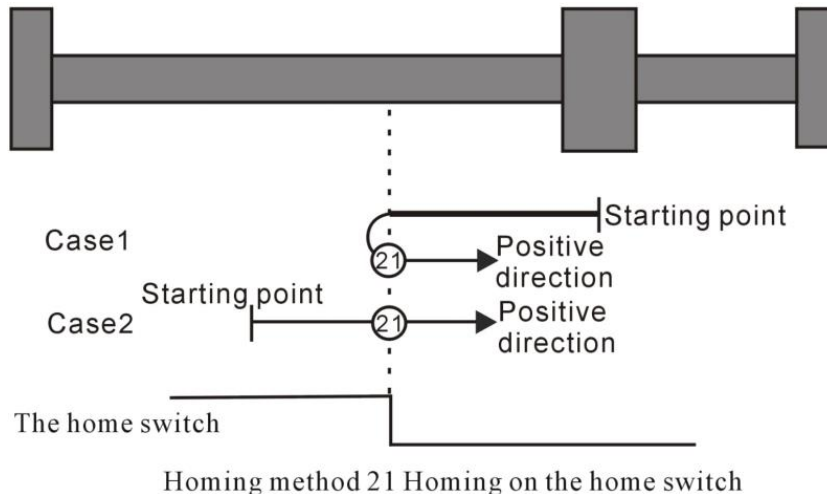 Starting point
Case1
21
Positive
direction
Starting point
Case2
21
Positive
direction
The home switch
Homing method 21 Homing on the home switch